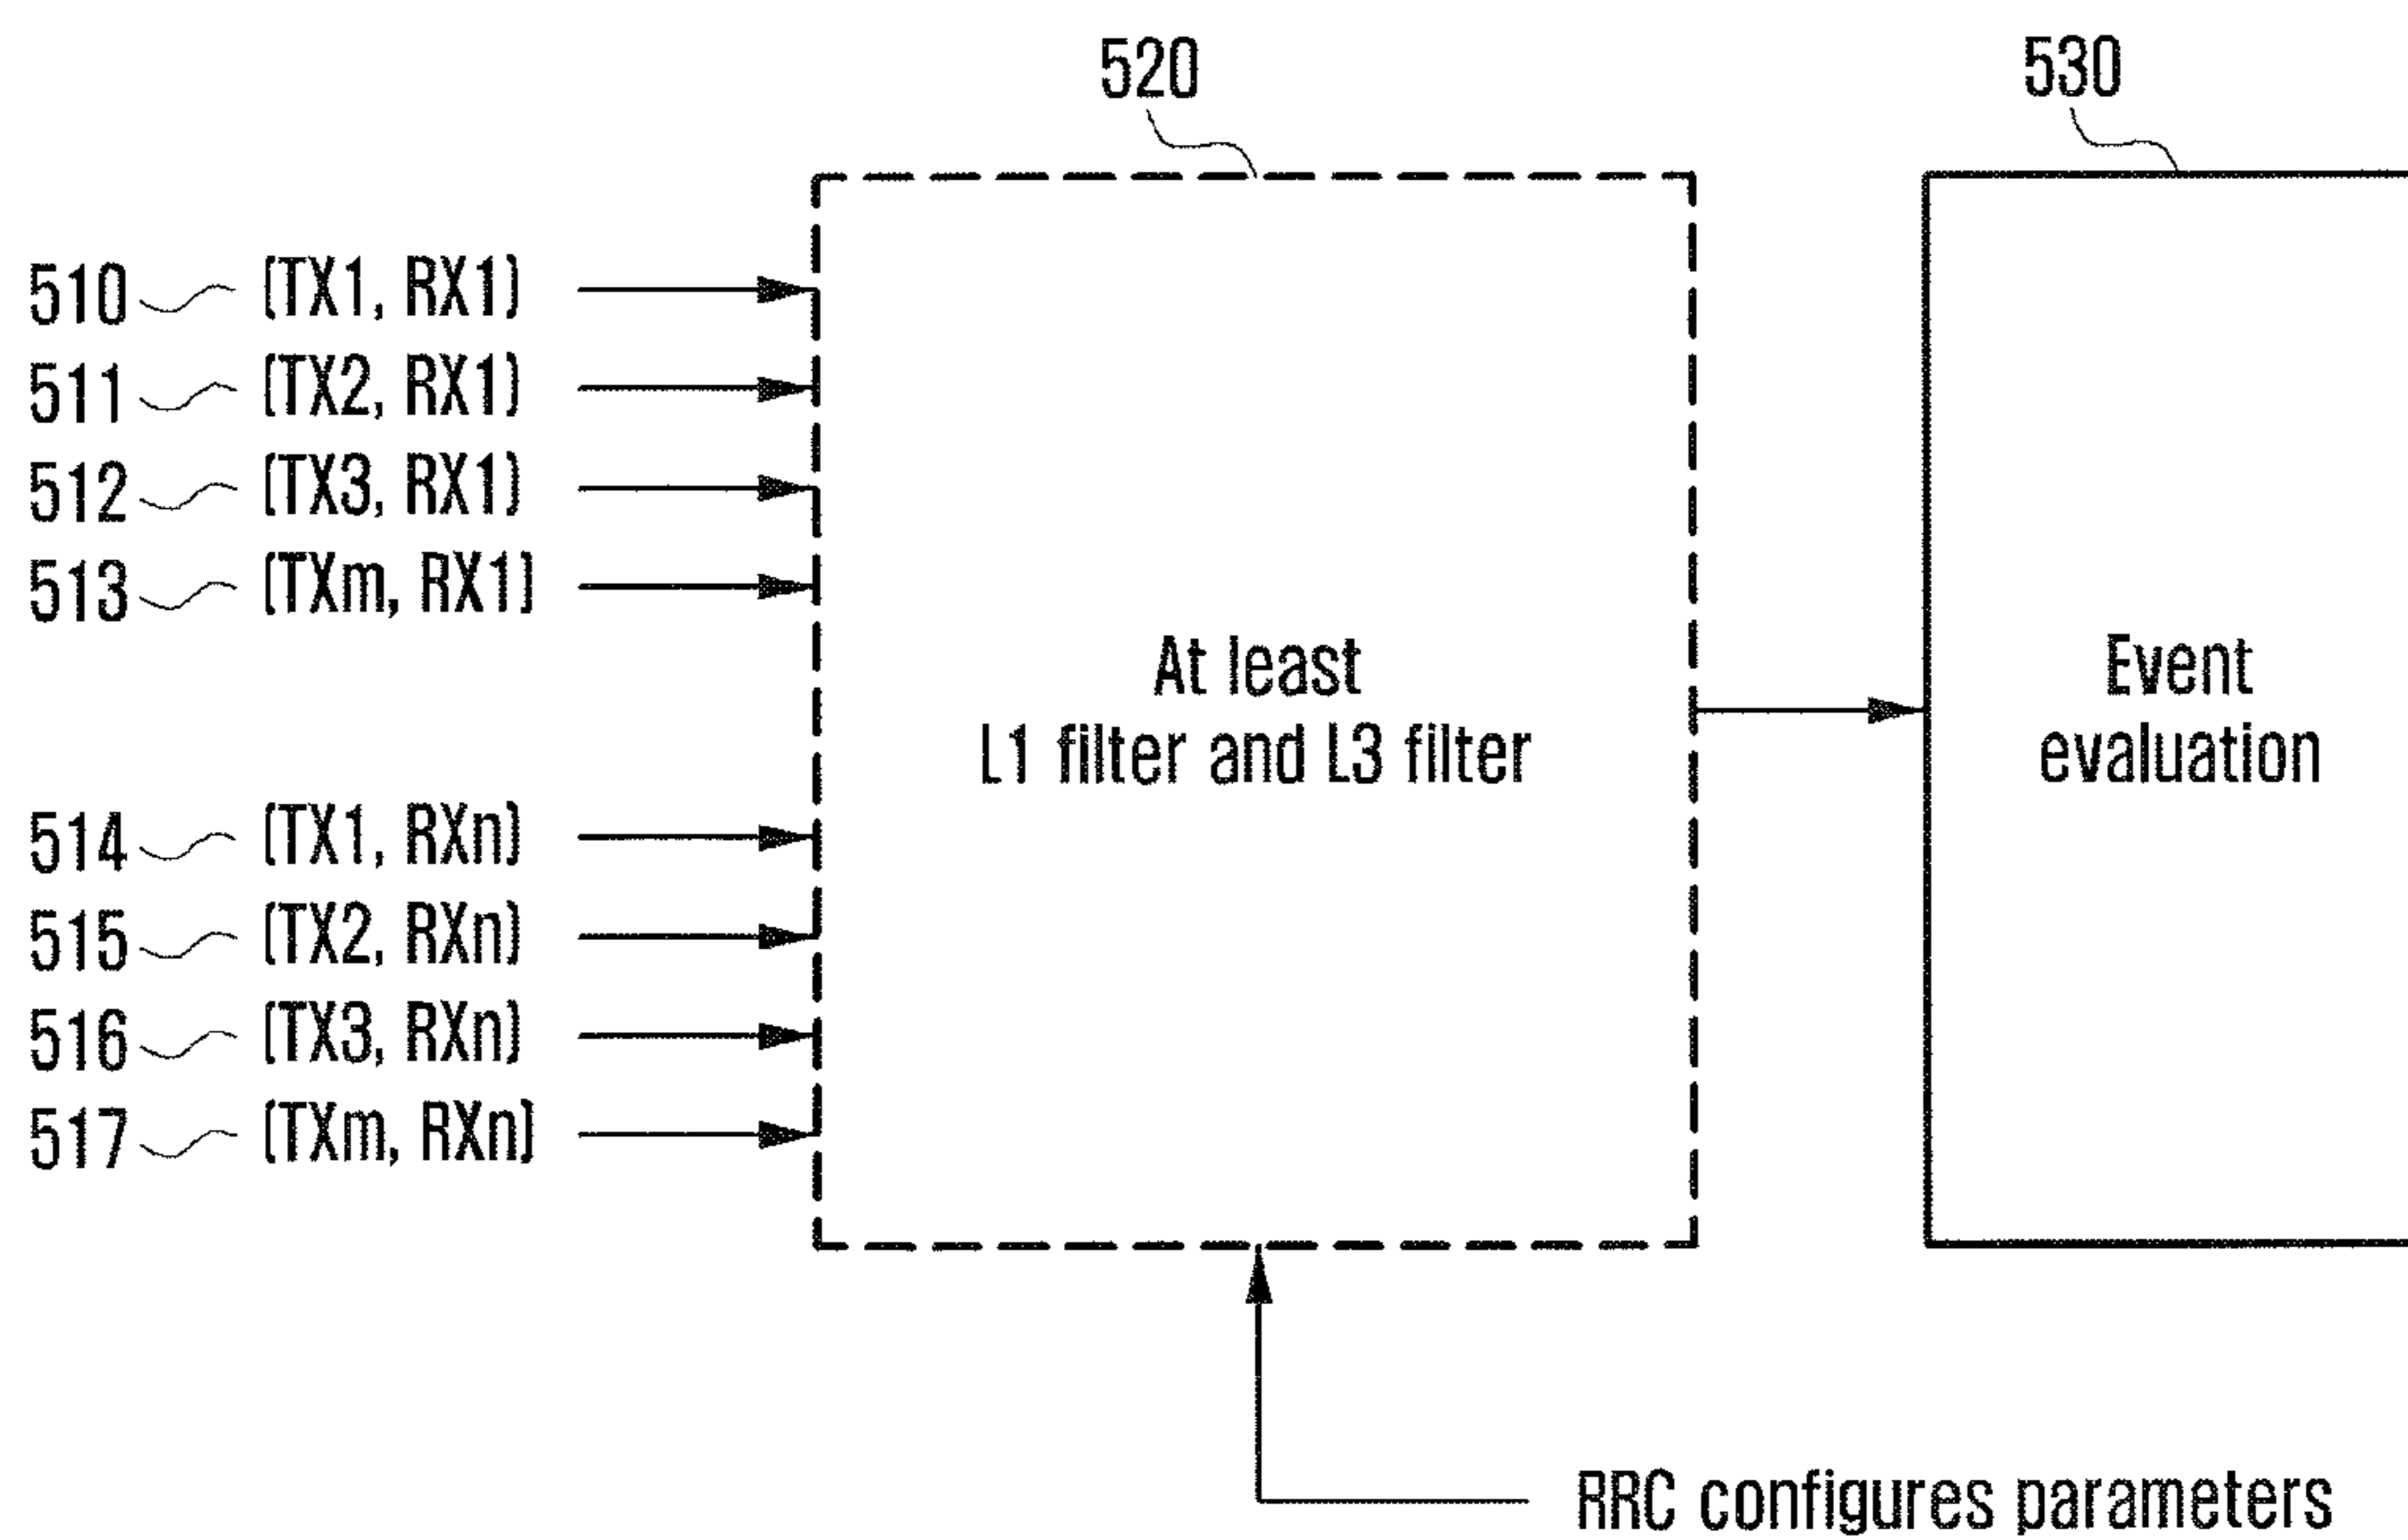 520
530
510 (TX1, RX1)
511 (TX2, RX1)
512 (TX3, RX1)
513 (TXm, RX1)
At least
L1 filter and L3 filter
Event
evaluation
514 (TX1, RXn)
515 (TX2, RXn)
516 (TX3, RXn)
517 (TXm, RXn)
RRC configures parameters